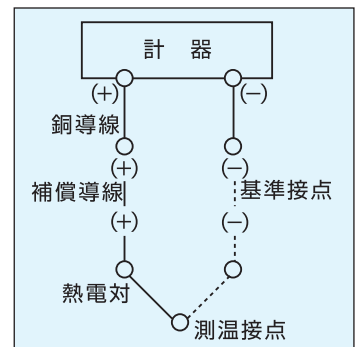 計 器
(+) (−)
銅導線
(+) (−)
補償導線 基準接点
(+) (−)
熱電対
測温接点